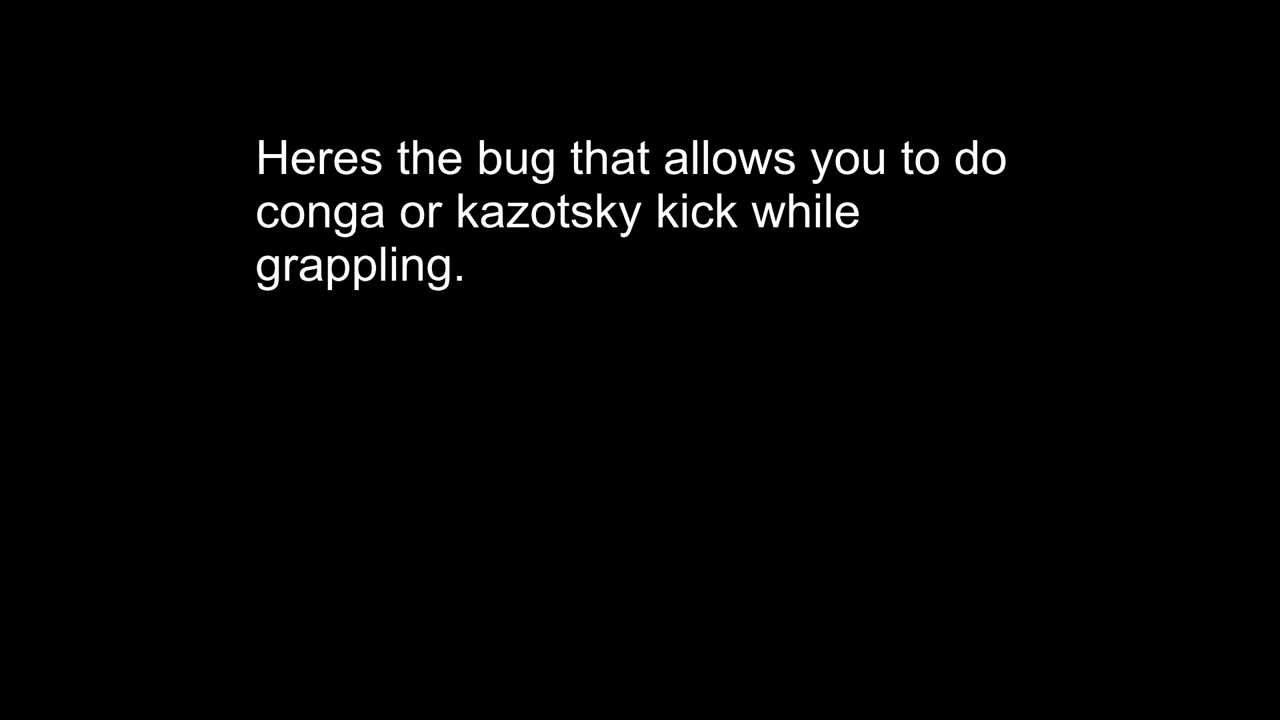 Heres the bug that allows you to do
conga or kazotsky kick while
grappling.